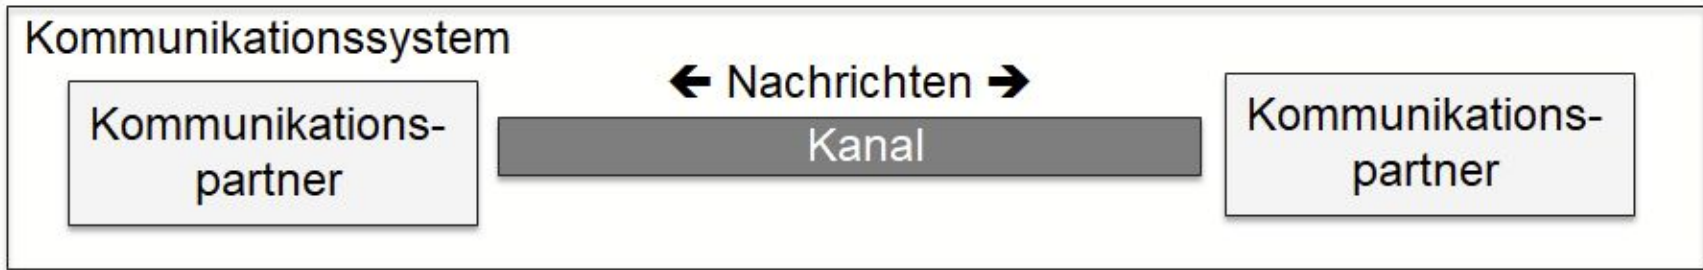 Kommunikationssystem
← Nachrichten →
Kommunikations-
partner
Kanal
Kommunikations-
partner